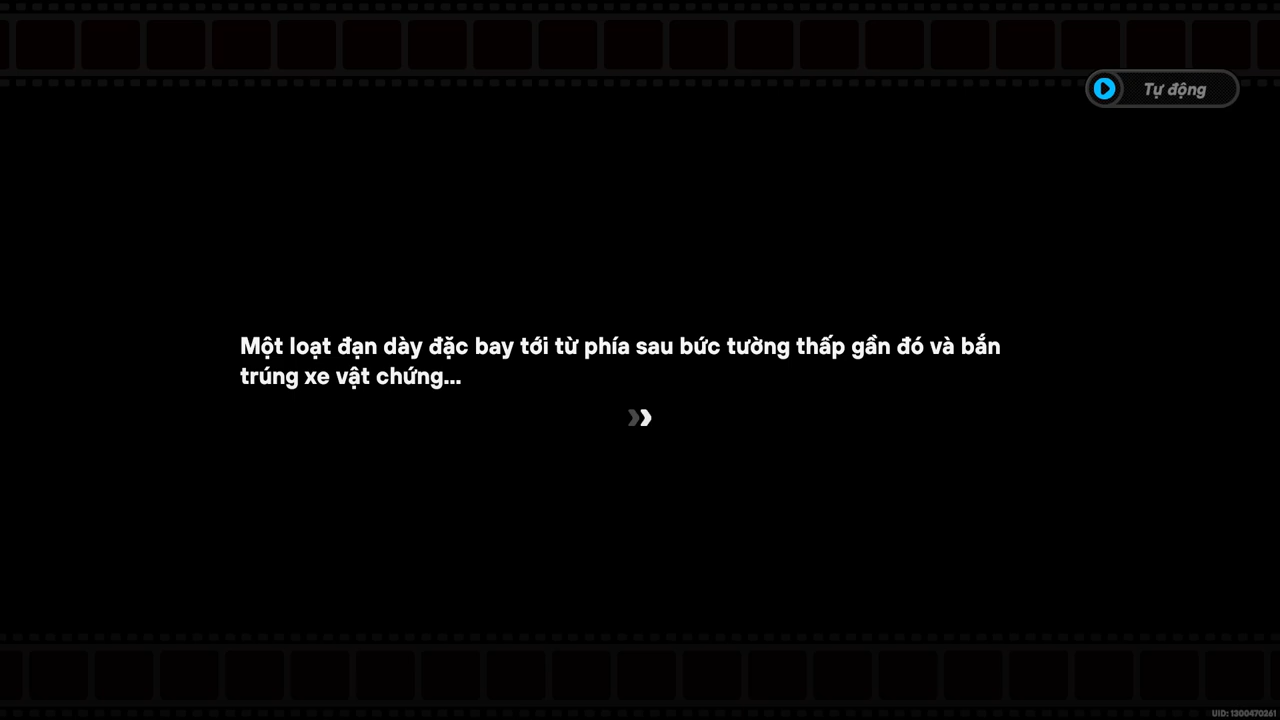 Tự động
Một loạt đạn dày đặc bay tới từ phía sau bức tường thấp gần đó và bắn
trúng xe vật chứng...
UID: 1300470261